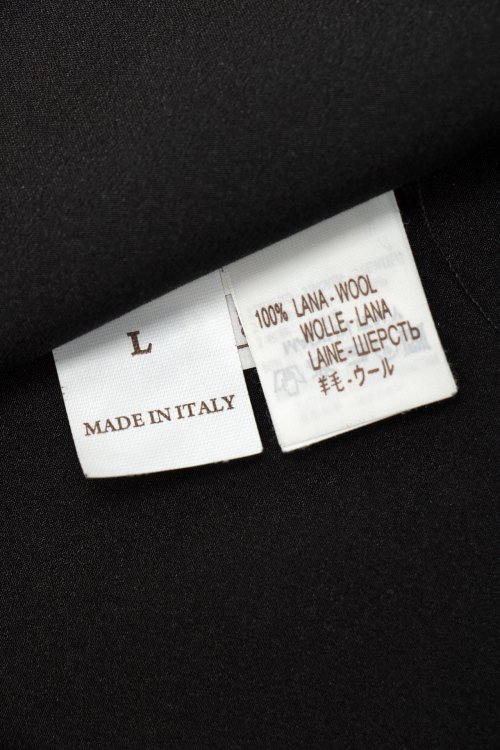 L
MADE IN ITALY
100% LANA - WOOL
WOLLE - LANA
LAINE - ШЕРСТЬ
羊毛 - ウール